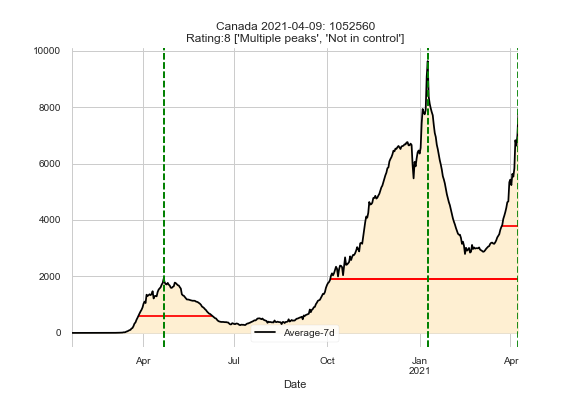 Canada 2021-04-09: 1052560
Rating:8 ['Multiple peaks', 'Not in control']
10000
8000
6000
4000
2000
0
Average-7d
Apr Jul Oct Jan Apr
2021
Date